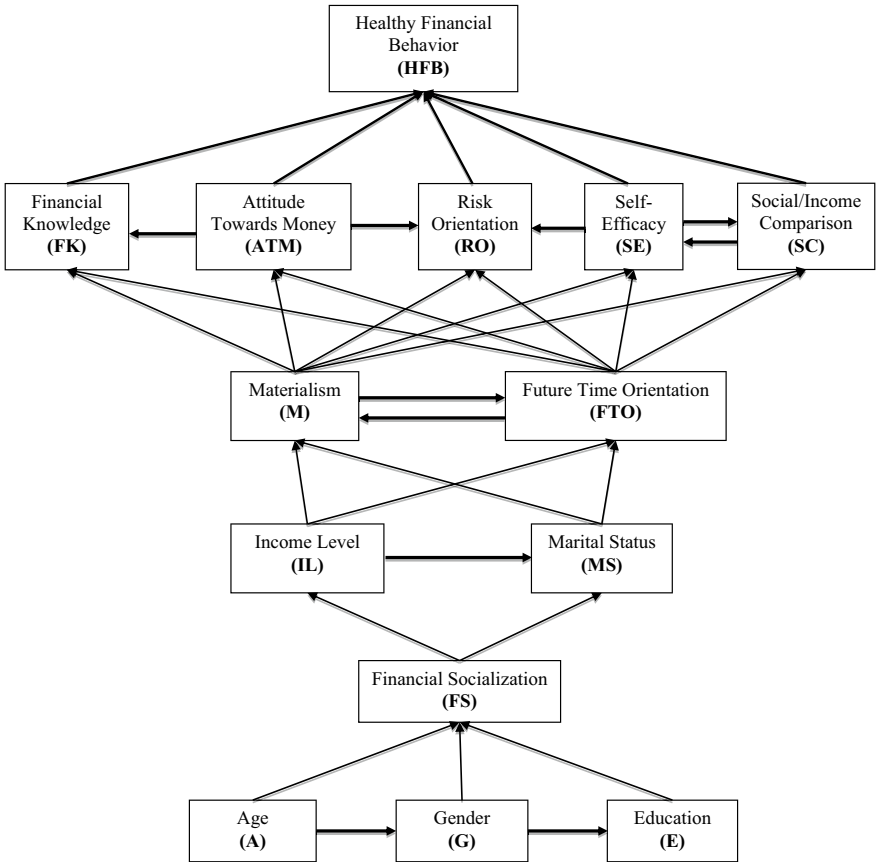 Healthy Financial
Behavior
(HFB)
Financial
Knowledge
(FK)
Attitude
Towards Money
(ATM)
Risk
Orientation
(RO)
Self-
Efficacy
(SE)
Social/Income
Comparison
(SC)
Materialism
(M)
Future Time Orientation
(FTO)
Income Level
(IL)
Marital Status
(MS)
Financial Socialization
(FS)
Age
(A)
Gender
(G)
Education
(E)